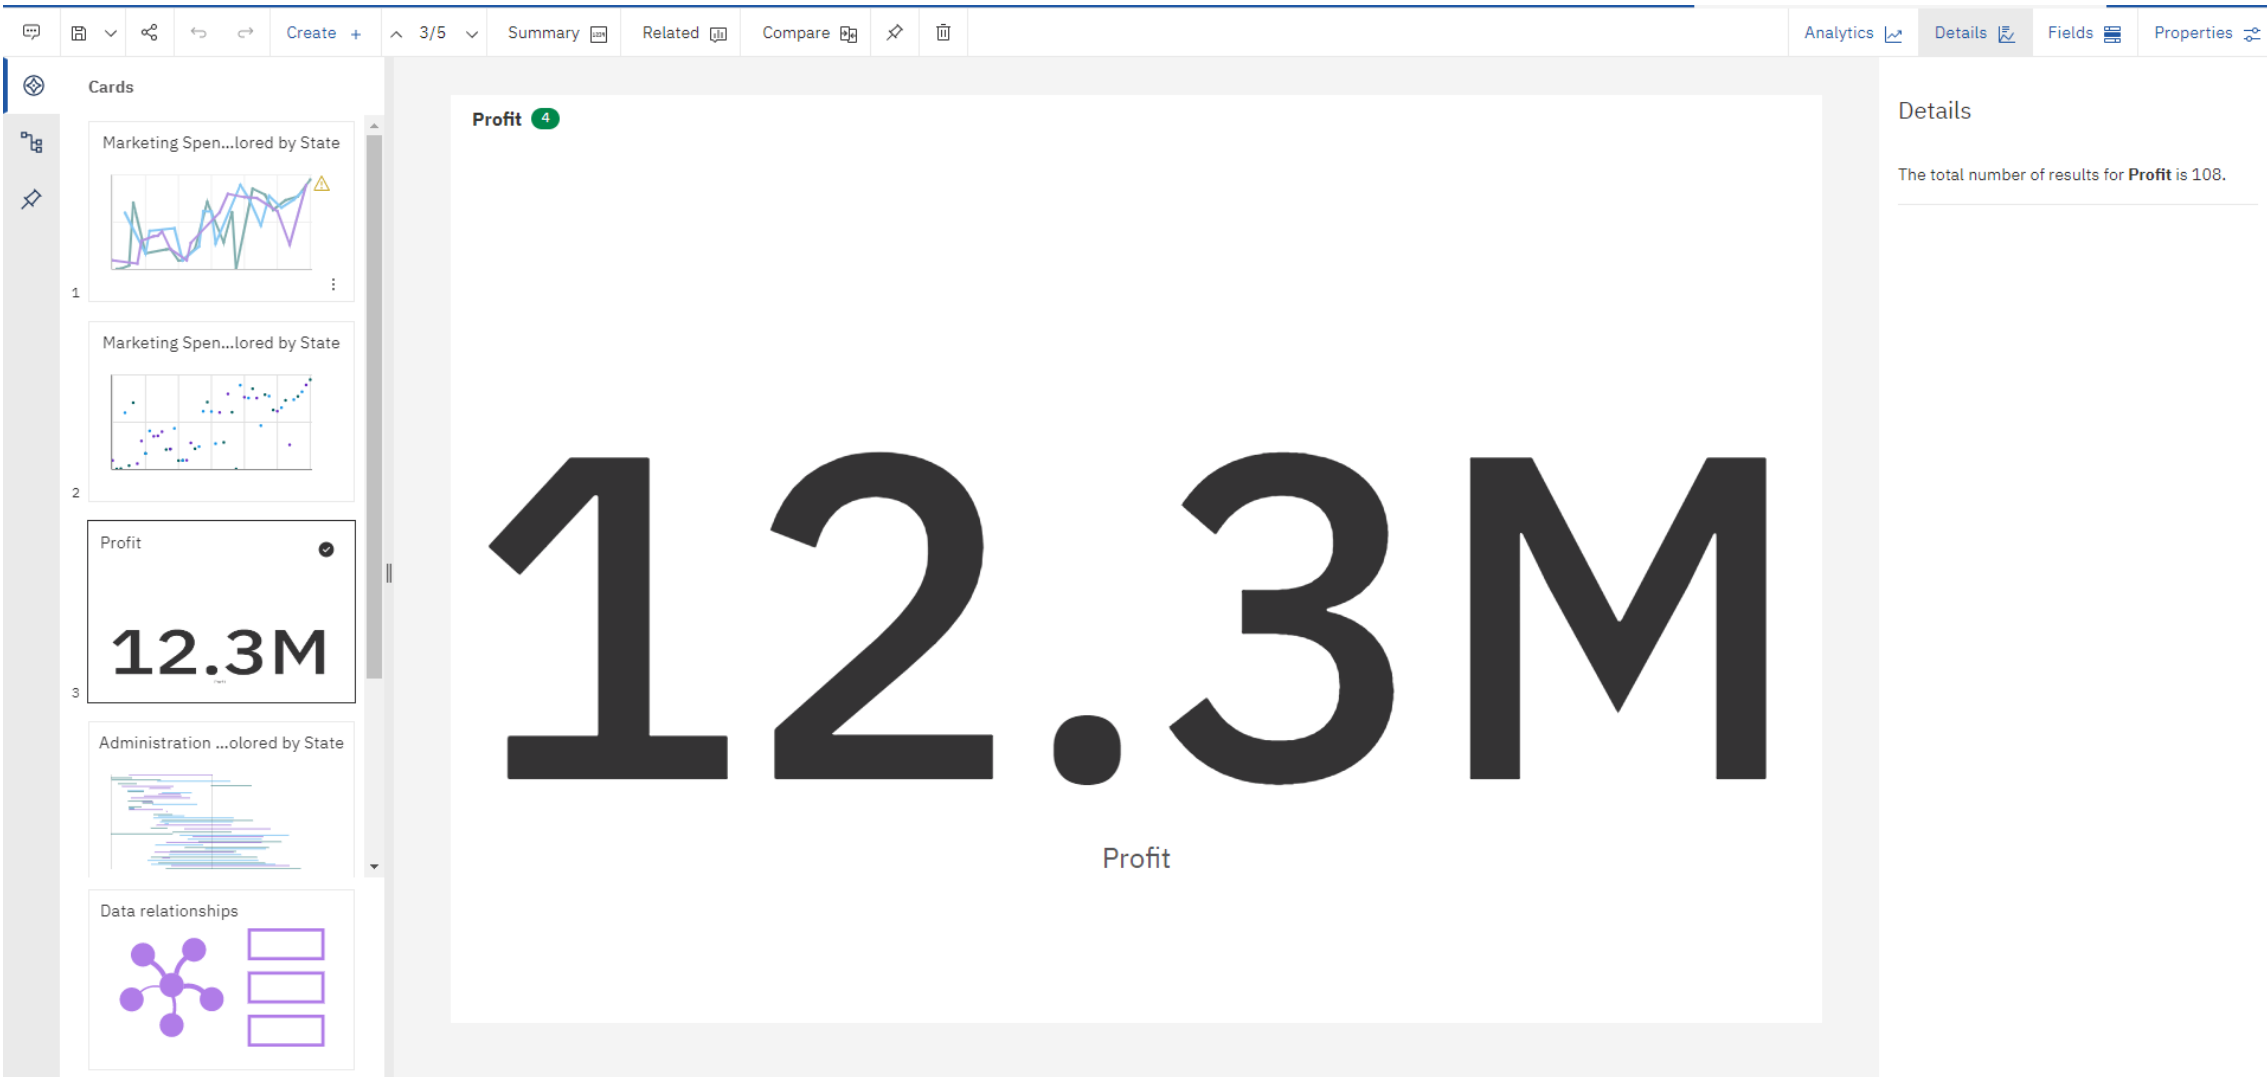 Create +
3/5
Summary
Related
Compare
Analytics
Details
Fields
Properties
Cards
Marketing Spen...lored by State
1
Marketing Spen...lored by State
2
Profit
12.3M
3
Administration ...olored by State
Data relationships
Profit 4
12.3M
Profit
Details
The total number of results for Profit is 108.